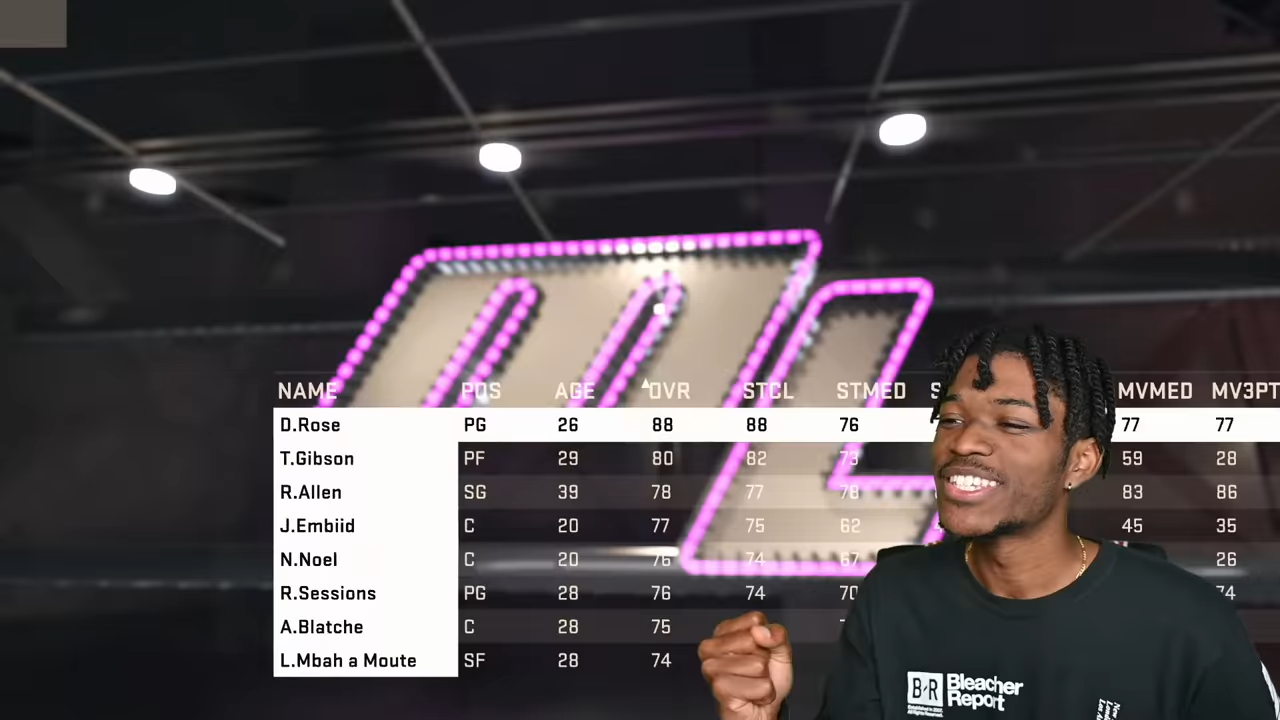 NAME POS AGE OVR STCL STMED S MVMED MV3PT
D.Rose PG 26 88 88 76 77 77
T.Gibson PF 29 80 82 73 59 28
R.Allen SG 39 78 77 78 83 86
J.Embiid C 20 77 75 62 45 35
N.Noel C 20 76 74 67 26
R.Sessions PG 28 76 74 70 74
A.Blatche C 28 75
L.Mbah a Moute SF 28 74
B/R Bleacher
Report